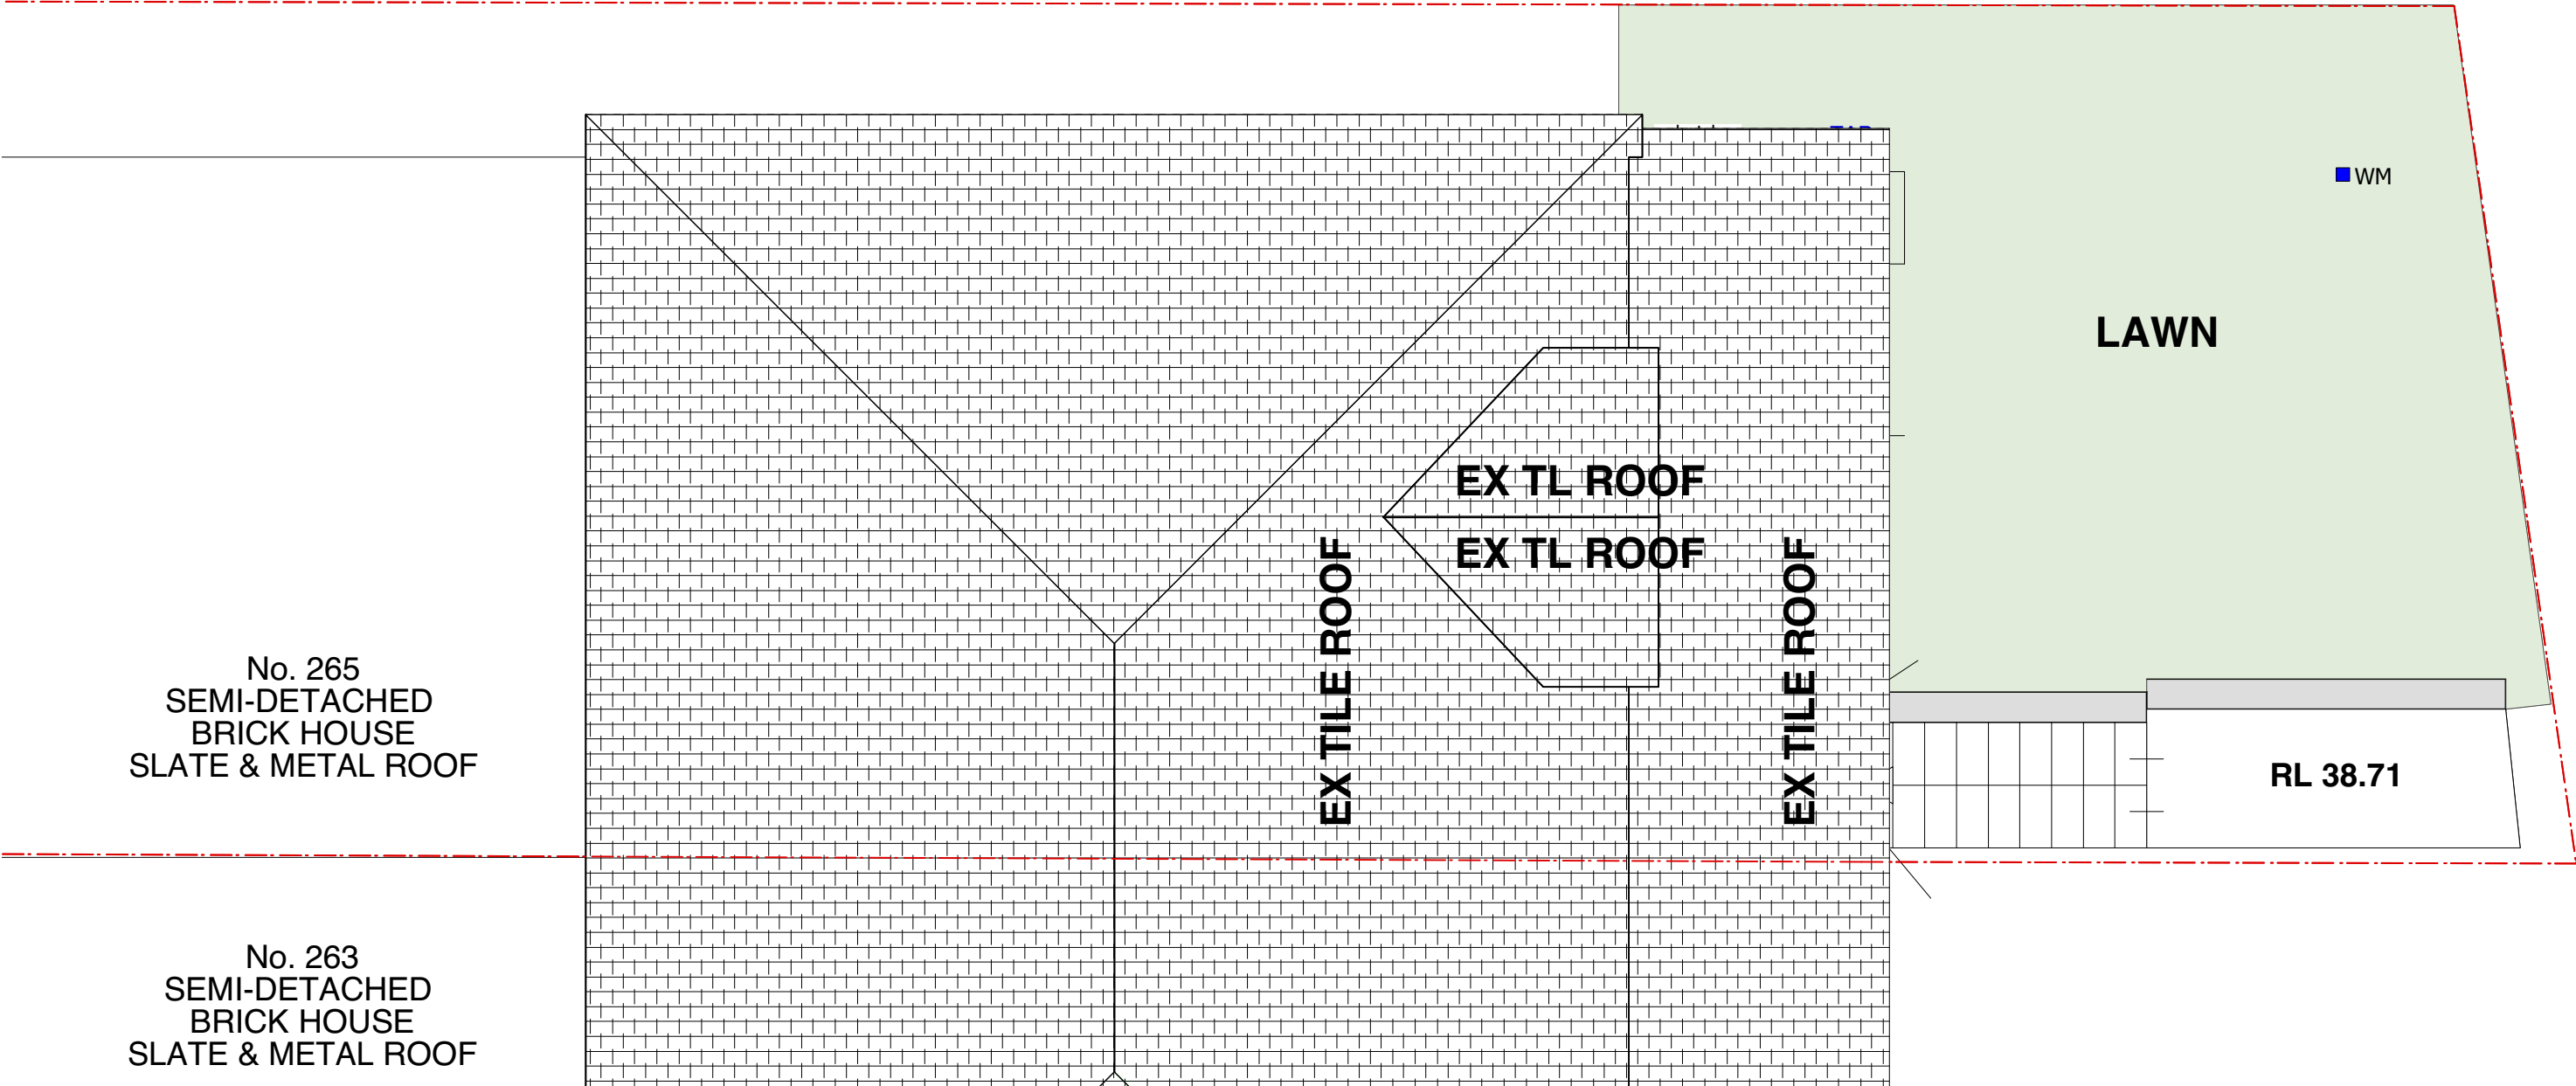 WM
LAWN
EX TL ROOF
EX TL ROOF
EX TILE ROOF
EX TILE ROOF
No. 265
SEMI-DETACHED
BRICK HOUSE
SLATE & METAL ROOF
RL 38.71
No. 263
SEMI-DETACHED
BRICK HOUSE
SLATE & METAL ROOF